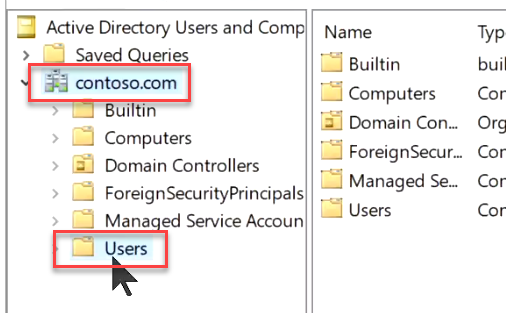 Active Directory Users and Comp
Saved Queries
contoso.com
Builtin
Computers
Domain Controllers
ForeignSecurityPrincipals
Managed Service Accoun
Users
Name Type
Builtin buil
Computers Con
Domain Con... Org
ForeignSecur... Con
Managed Se... Con
Users Con